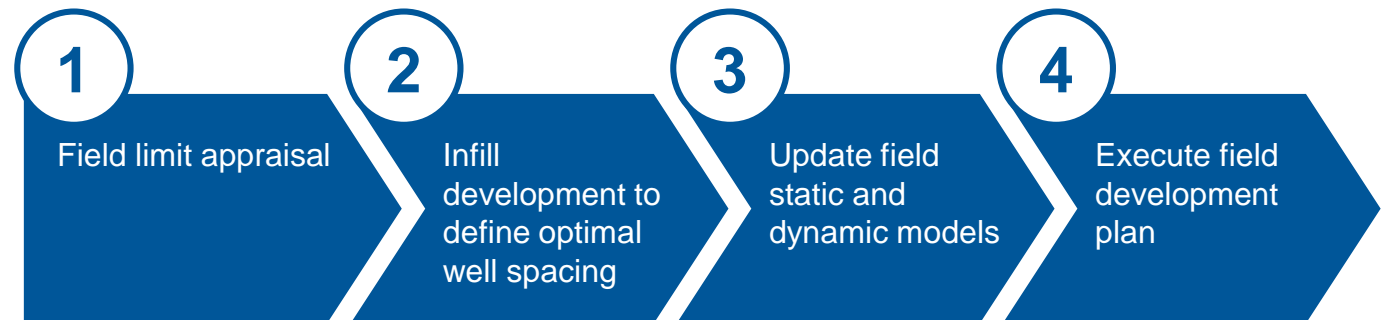 1
Field limit appraisal
2
Infill
development to
define optimal
well spacing
3
Update field
static and
dynamic models
4
Execute field
development
plan